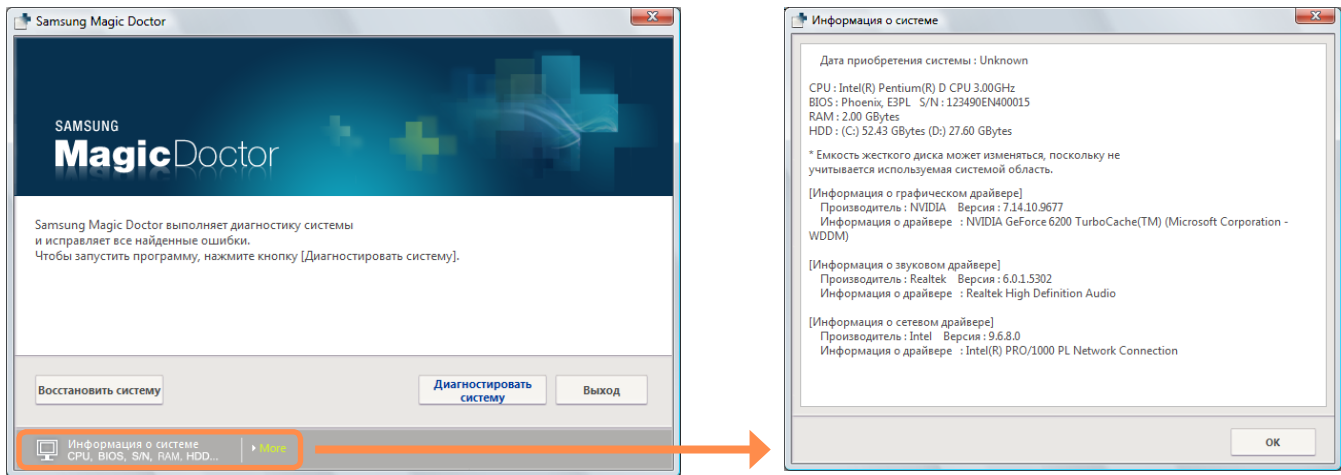 Samsung Magic Doctor
SAMSUNG
MagicDoctor
Samsung Magic Doctor выполняет диагностику системы
и исправляет все найденные ошибки.
Чтобы запустить программу, нажмите кнопку [Диагностировать систему].
Восстановить систему
Диагностировать
систему
Выход
Информация о системе
CPU, BIOS, S/N, RAM, HDD...
More
Информация о системе
Дата приобретения системы : Unknown
CPU : Intel(R) Pentium(R) D CPU 3.00GHz
BIOS : Phoenix, E3PL S/N : 123490EN400015
RAM : 2.00 GBytes
HDD : (C:) 52.43 GBytes (D:) 27.60 GBytes
* Емкость жесткого диска может изменяться, поскольку не
учитывается используемая системой область.
[Информация о графическом драйвере]
Производитель : NVIDIA Версия : 7.14.10.9677
Информация о драйвере : NVIDIA GeForce 6200 TurboCache(TM) (Microsoft Corporation -
WDDM)
[Информация о звуковом драйвере]
Производитель : Realtek Версия : 6.0.1.5302
Информация о драйвере : Realtek High Definition Audio
[Информация о сетевом драйвере]
Производитель : Intel Версия : 9.6.8.0
Информация о драйвере : Intel(R) PRO/1000 PL Network Connection
OK